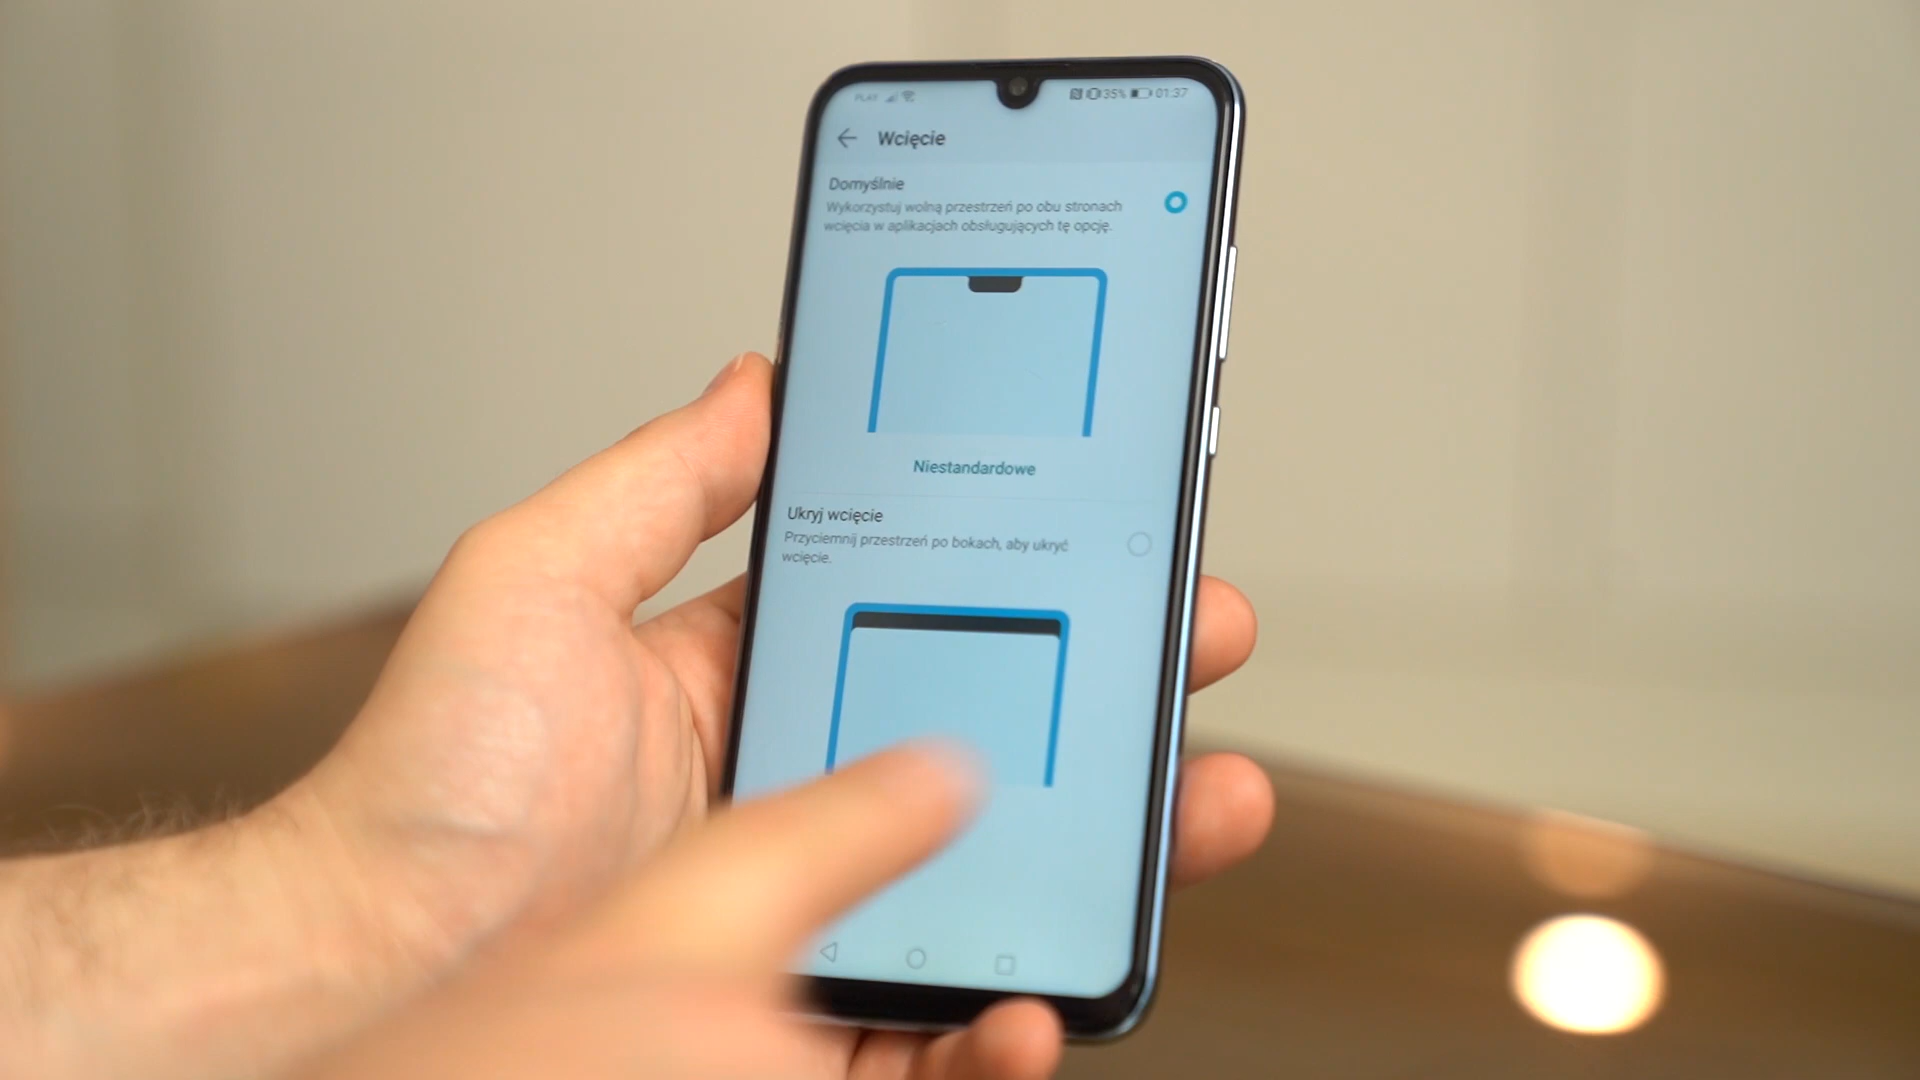 PLAY 35% 01:37
Wcięcie
Domyślnie
Wykorzystuj wolną przestrzeń po obu stronach
wcięcia w aplikacjach obsługujących tę opcję.
Niestandardowe
Ukryj wcięcie
Przyciemnij przestrzeń po bokach, aby ukryć
wcięcie.